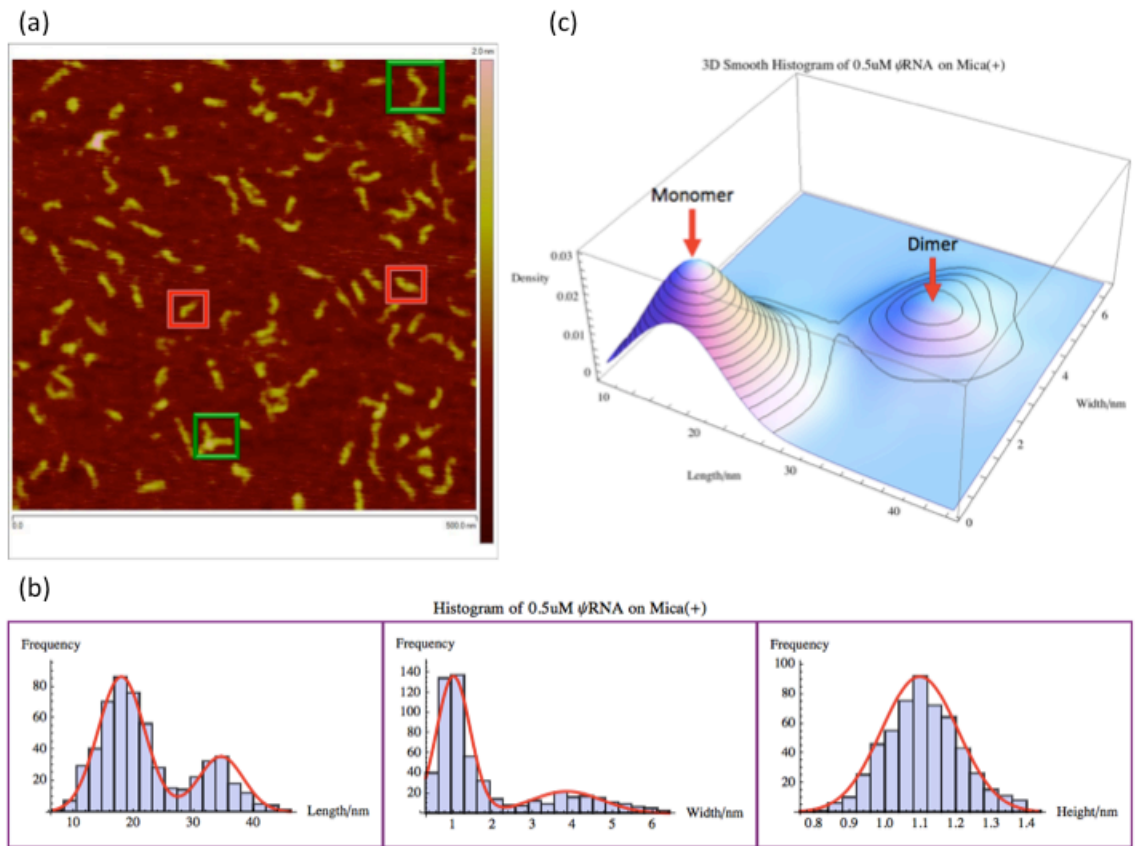 (a)
2.0 nm
0.0
500.0 nm
(c)
3D Smooth Histogram of 0.5uM ψRNA on Mica(+)
Monomer
Dimer
0.03
Density
0.02
0.01
0
10
20
30
40
Length/nm
0
2
4
6
Width/nm
(b)
Histogram of 0.5uM ψRNA on Mica(+)
Frequency
80
60
40
20
10 20 30 40 Length/nm
Frequency
140
120
100
80
60
40
20
1 2 3 4 5 6 Width/nm
Frequency
100
80
60
40
20
0.8 0.9 1.0 1.1 1.2 1.3 1.4 Height/nm